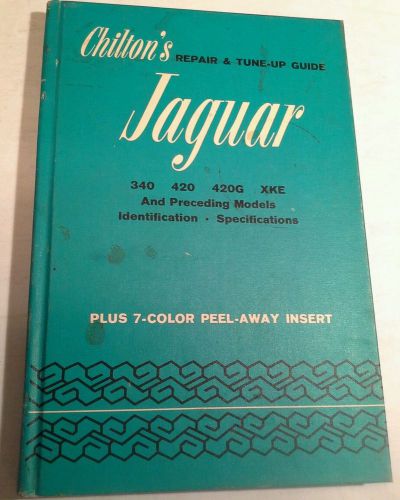 Chilton's REPAIR & TUNE-UP GUIDE
Jaguar
340 420 420G XKE
And Preceding Models
Identification · Specifications
PLUS 7-COLOR PEEL-AWAY INSERT